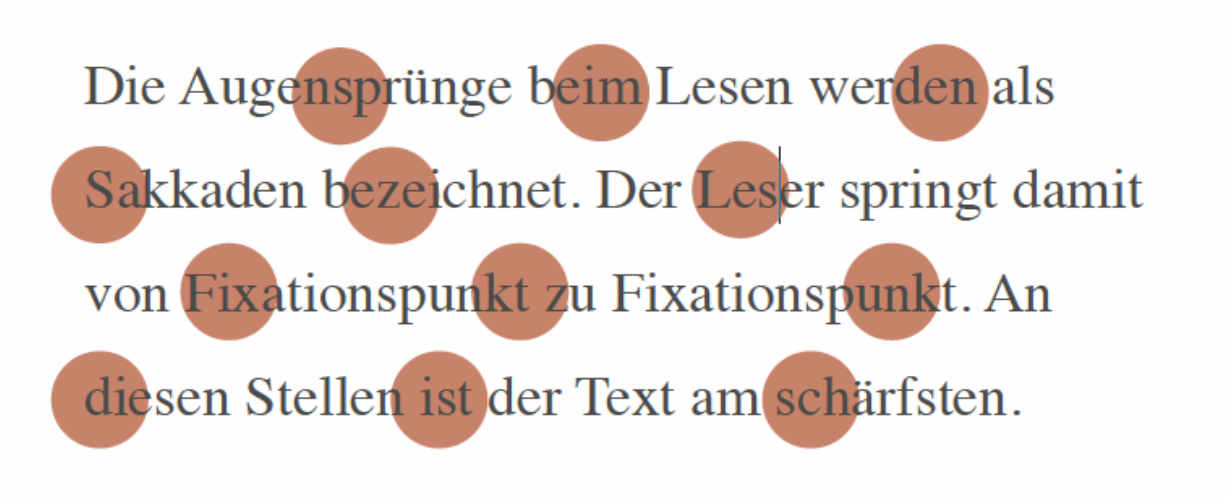 Die Augensprünge beim Lesen werden als
Sakkaden bezeichnet. Der Leser springt damit
von Fixationspunkt zu Fixationspunkt. An
diesen Stellen ist der Text am schärfsten.